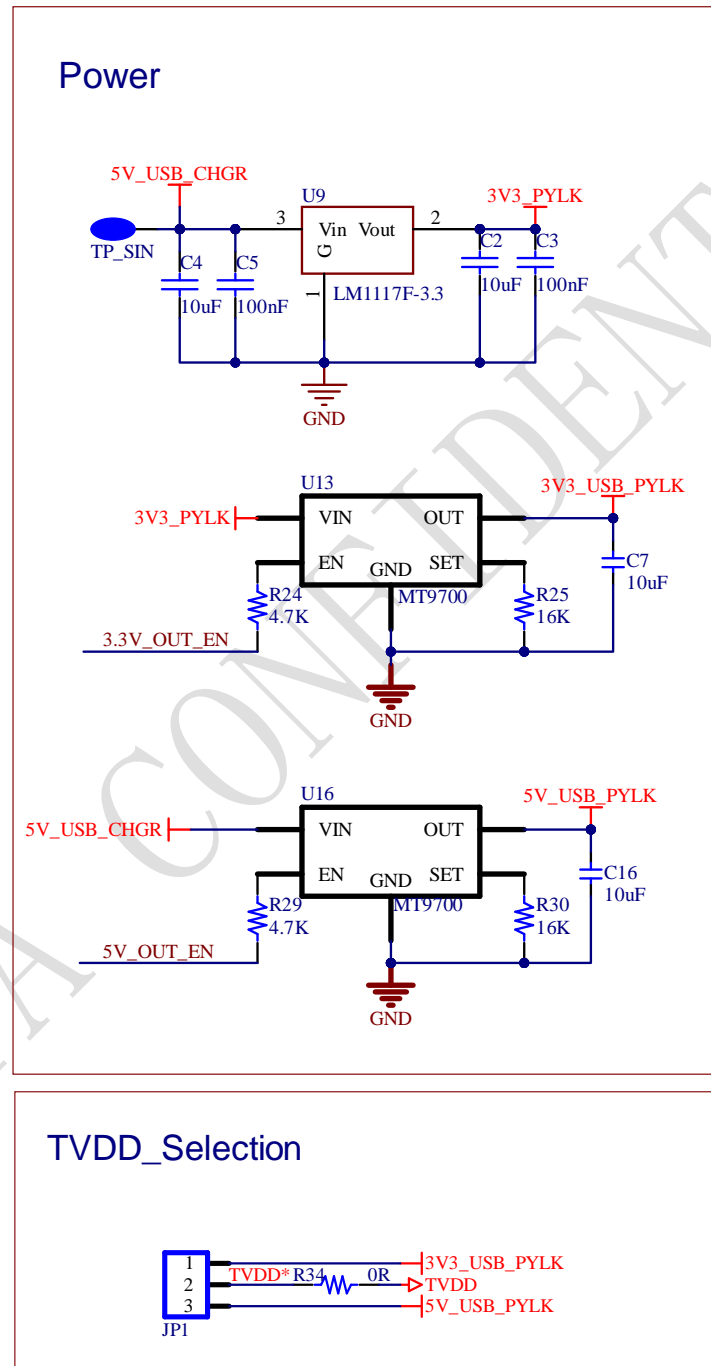 Power
5V_USB_CHGR
U9
3V3_PYLK
3
Vin Vout
2
TP_SIN
G
C4
C5
C2
C3
10uF
100nF
1
LM1117F-3.3
10uF
100nF
GND
U13
3V3_USB_PYLK
3V3_PYLK
VIN
OUT
EN
GND
SET
C7
10uF
MT9700
R24
4.7K
R25
16K
3.3V_OUT_EN
GND
U16
5V_USB_PYLK
5V_USB_CHGR
VIN
OUT
EN
GND
SET
C16
10uF
MT9700
R29
4.7K
R30
16K
5V_OUT_EN
GND
A CONFIDENT
TVDD_Selection
1
3V3_USB_PYLK
2
TVDD* R34 0R
TVDD
3
5V_USB_PYLK
JP1